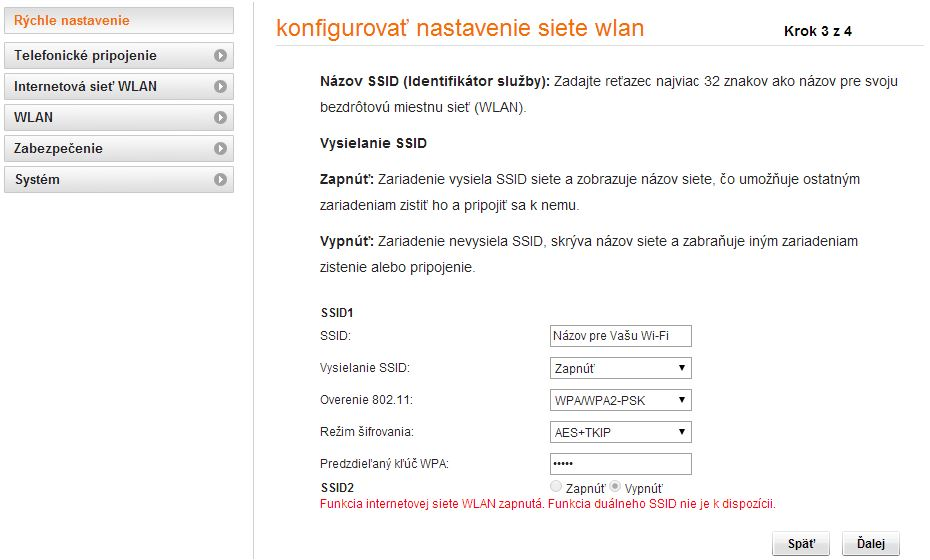 Rýchle nastavenie
Telefonické pripojenie
Internetová sieť WLAN
WLAN
Zabezpečenie
Systém
konfigurovať nastavenie siete wlan
Krok 3 z 4
Názov SSID (Identifikátor služby): Zadajte reťazec najviac 32 znakov ako názov pre svoju
bezdrôtovú miestnu sieť (WLAN).
Vysielanie SSID
Zapnúť: Zariadenie vysiela SSID siete a zobrazuje názov siete, čo umožňuje ostatným
zariadeniam zistiť ho a pripojiť sa k nemu.
Vypnúť: Zariadenie nevysiela SSID, skrýva názov siete a zabraňuje iným zariadeniam
zistenie alebo pripojenie.
SSID1
SSID: Názov pre Vašu Wi-Fi
Vysielanie SSID: Zapnúť
Overenie 802.11: WPA/WPA2-PSK
Režim šifrovania: AES+TKIP
Predzdieľaný kľúč WPA: •••••
SSID2 Zapnúť Vypnúť
Funkcia internetovej siete WLAN zapnutá. Funkcia duálneho SSID nie je k dispozícii.
Späť Ďalej